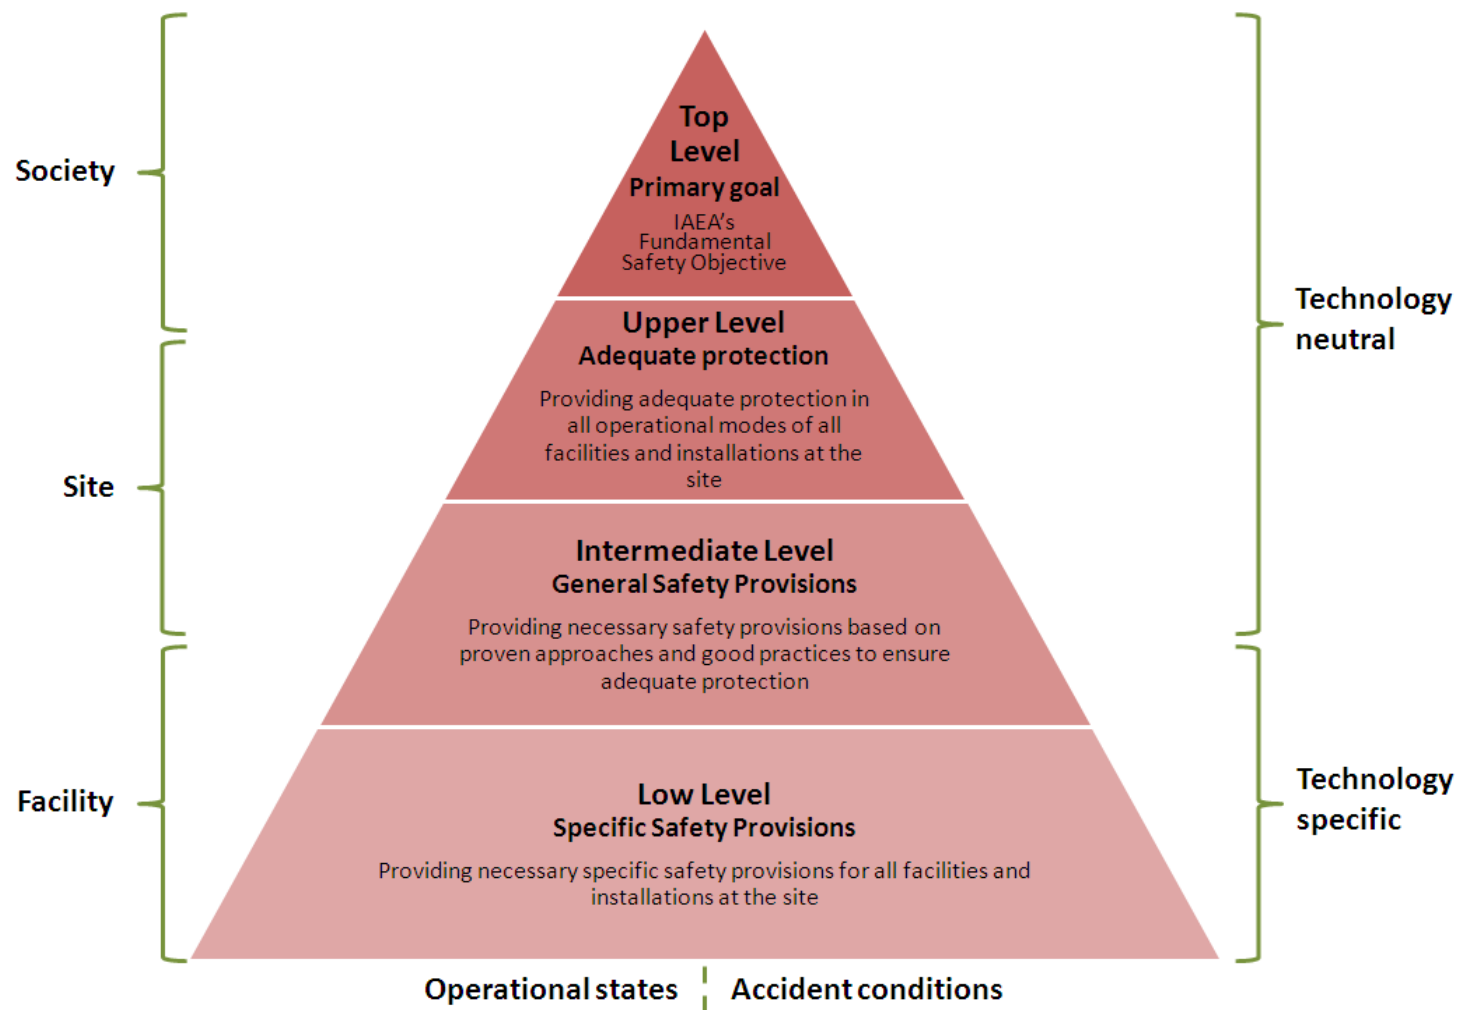 Society
Site
Facility
Top
Level
Primary goal
IAEA's
Fundamental
Safety Objective
Upper Level
Adequate protection
Providing adequate protection in
all operational modes of all
facilities and installations at the
site
Intermediate Level
General Safety Provisions
Providing necessary safety provisions based on
proven approaches and good practices to ensure
adequate protection
Low Level
Specific Safety Provisions
Providing necessary specific safety provisions for all facilities and
installations at the site
Technology
neutral
Technology
specific
Operational states
Accident conditions